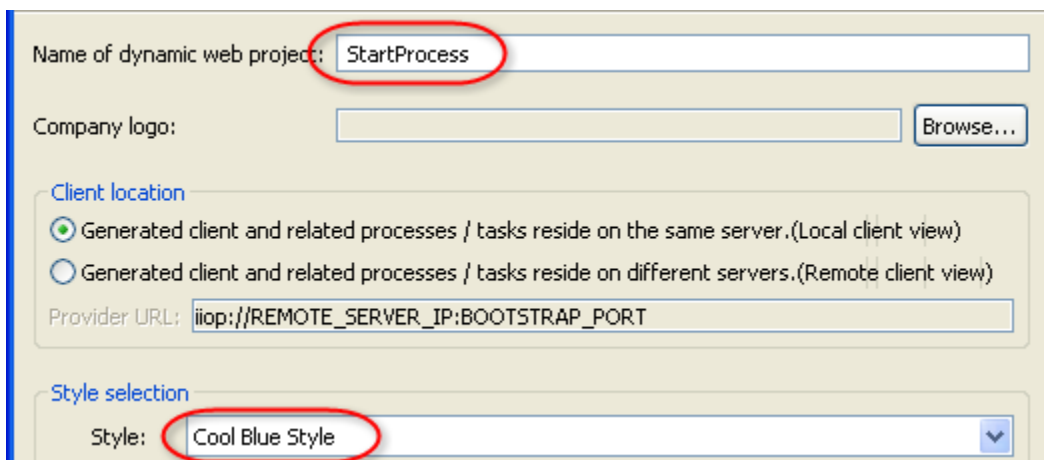 Name of dynamic web project: StartProcess
Company logo: Browse...
Client location
Generated client and related processes / tasks reside on the same server.(Local client view)
Generated client and related processes / tasks reside on different servers.(Remote client view)
Provider URL: iiop://REMOTE_SERVER_IP:BOOTSTRAP_PORT
Style selection
Style: Cool Blue Style